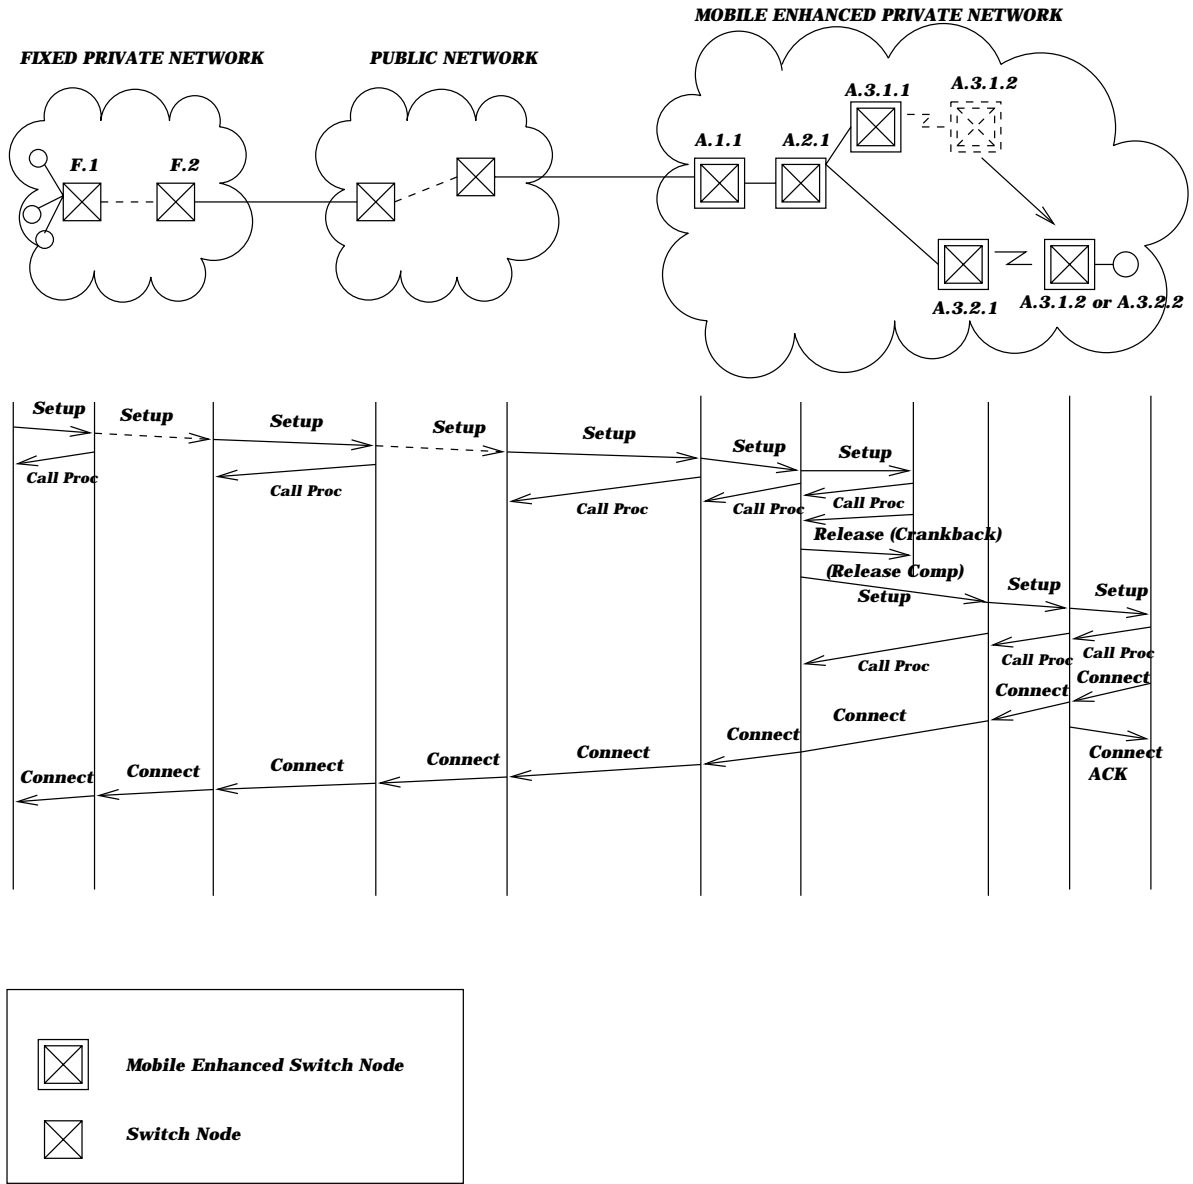 MOBILE ENHANCED PRIVATE NETWORK
FIXED PRIVATE NETWORK
PUBLIC NETWORK
A.3.1.1
A.3.1.2
F.1
F.2
A.1.1
A.2.1
A.3.2.1
A.3.1.2 or A.3.2.2
Setup
Setup
Setup
Setup
Setup
Setup
Setup
Call Proc
Call Proc
Call Proc
Call Proc
Call Proc
Release (Crankback)
(Release Comp)
Setup
Setup
Setup
Call Proc
Call Proc
Call Proc
Connect
Connect
Connect
Connect
Connect
Connect
Connect
Connect
Connect
Connect
ACK
Mobile Enhanced Switch Node
Switch Node